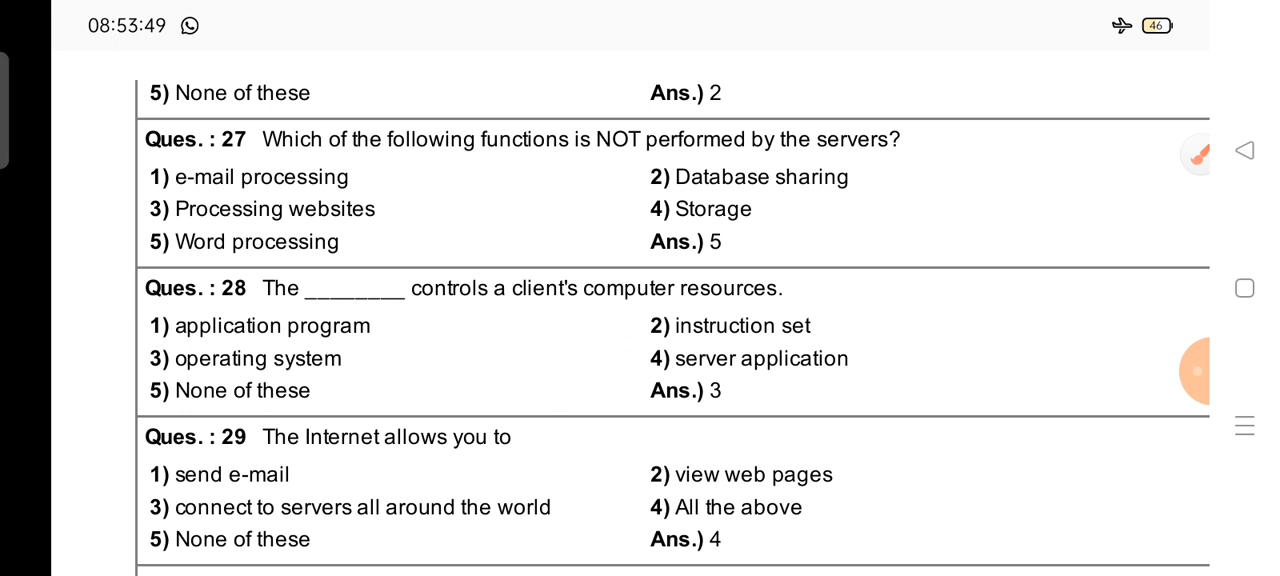 08:53:49 46
5) None of these Ans.) 2
Ques. : 27 Which of the following functions is NOT performed by the servers?
1) e-mail processing 2) Database sharing
3) Processing websites 4) Storage
5) Word processing Ans.) 5
Ques. : 28 The ________ controls a client's computer resources.
1) application program 2) instruction set
3) operating system 4) server application
5) None of these Ans.) 3
Ques. : 29 The Internet allows you to
1) send e-mail 2) view web pages
3) connect to servers all around the world 4) All the above
5) None of these Ans.) 4